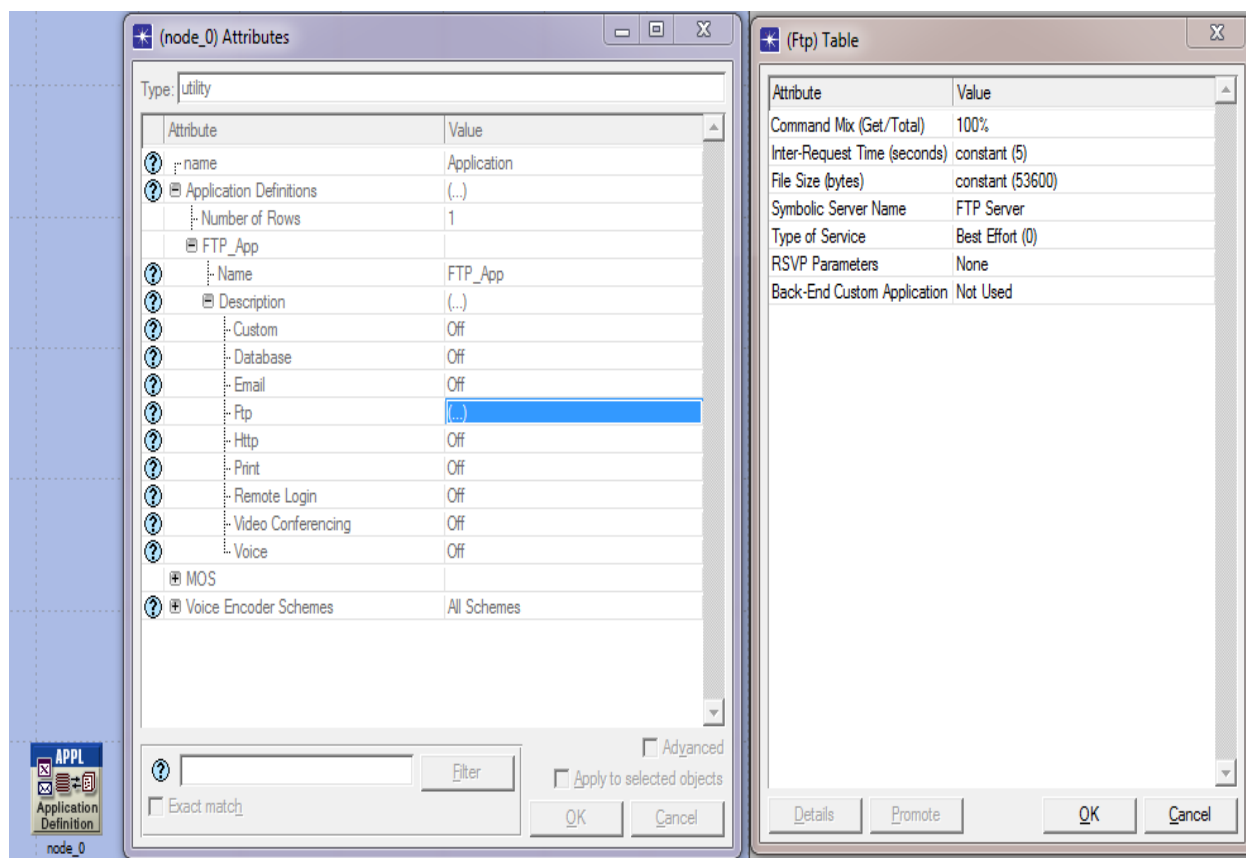 (node_0) Attributes
Type: utility
Attribute Value
name Application
Application Definitions (...)
Number of Rows 1
FTP_App
Name FTP_App
Description (...)
Custom Off
Database Off
Email Off
Ftp (...)
Http Off
Print Off
Remote Login Off
Video Conferencing Off
Voice Off
MOS
Voice Encoder Schemes All Schemes
Advanced
Filter
Apply to selected objects
Exact match
OK Cancel
(Ftp) Table
Attribute Value
Command Mix (Get/Total) 100%
Inter-Request Time (seconds) constant (5)
File Size (bytes) constant (53600)
Symbolic Server Name FTP Server
Type of Service Best Effort (0)
RSVP Parameters None
Back-End Custom Application Not Used
Details Promote OK Cancel
APPL
Application
Definition
node_0